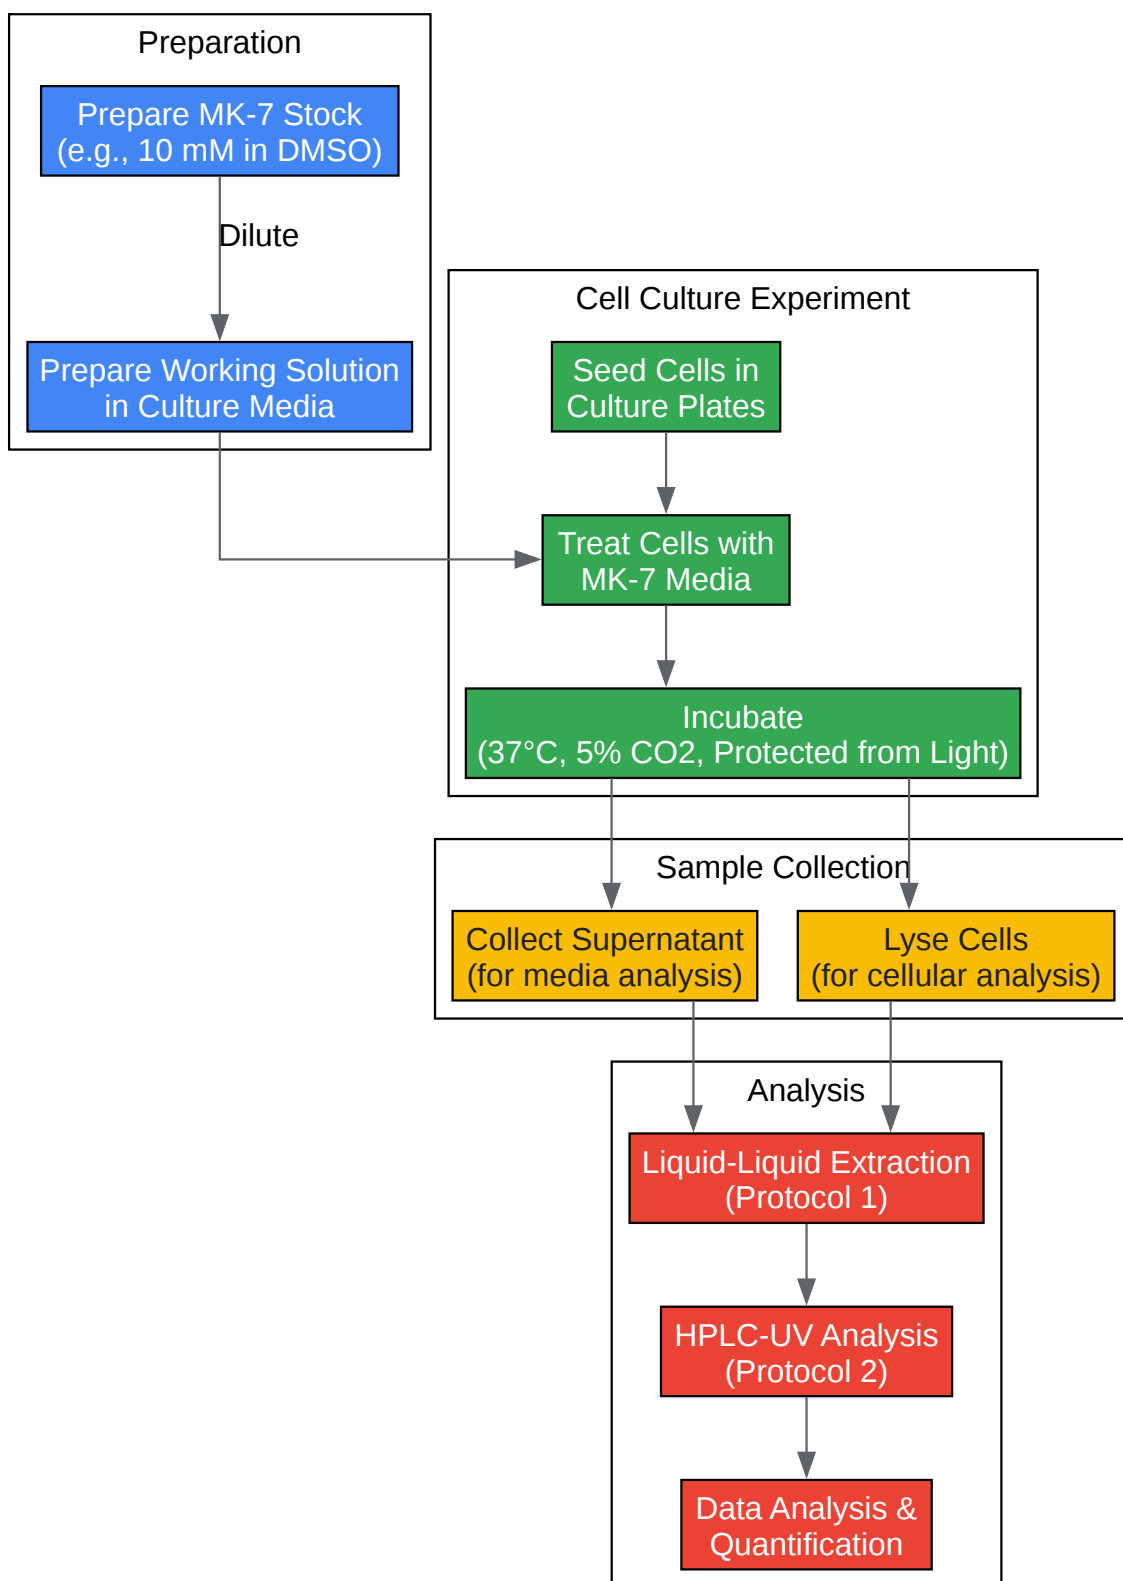 Preparation
Prepare MK-7 Stock
(e.g., 10 mM in DMSO)
Dilute
Prepare Working Solution
in Culture Media
Cell Culture Experiment
Seed Cells in
Culture Plates
Treat Cells with
MK-7 Media
Incubate
(37°C, 5% CO2, Protected from Light)
Sample Collection
Collect Supernatant
(for media analysis)
Lyse Cells
(for cellular analysis)
Analysis
Liquid-Liquid Extraction
(Protocol 1)
HPLC-UV Analysis
(Protocol 2)
Data Analysis &
Quantification